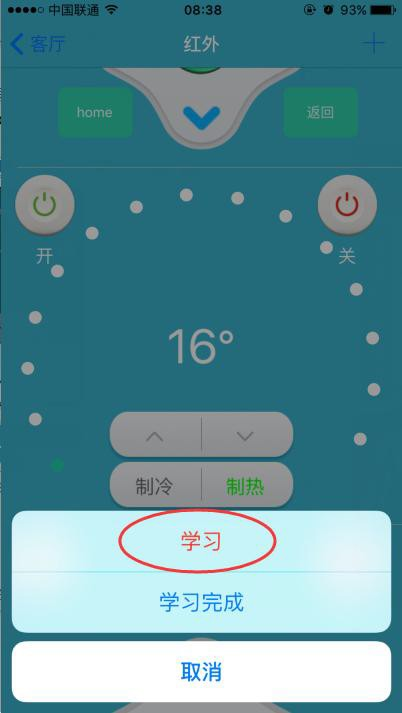 中国联通 08:38 93%
客厅 红外
home 返回
开 关
16°
制冷 制热
学习
学习完成
取消